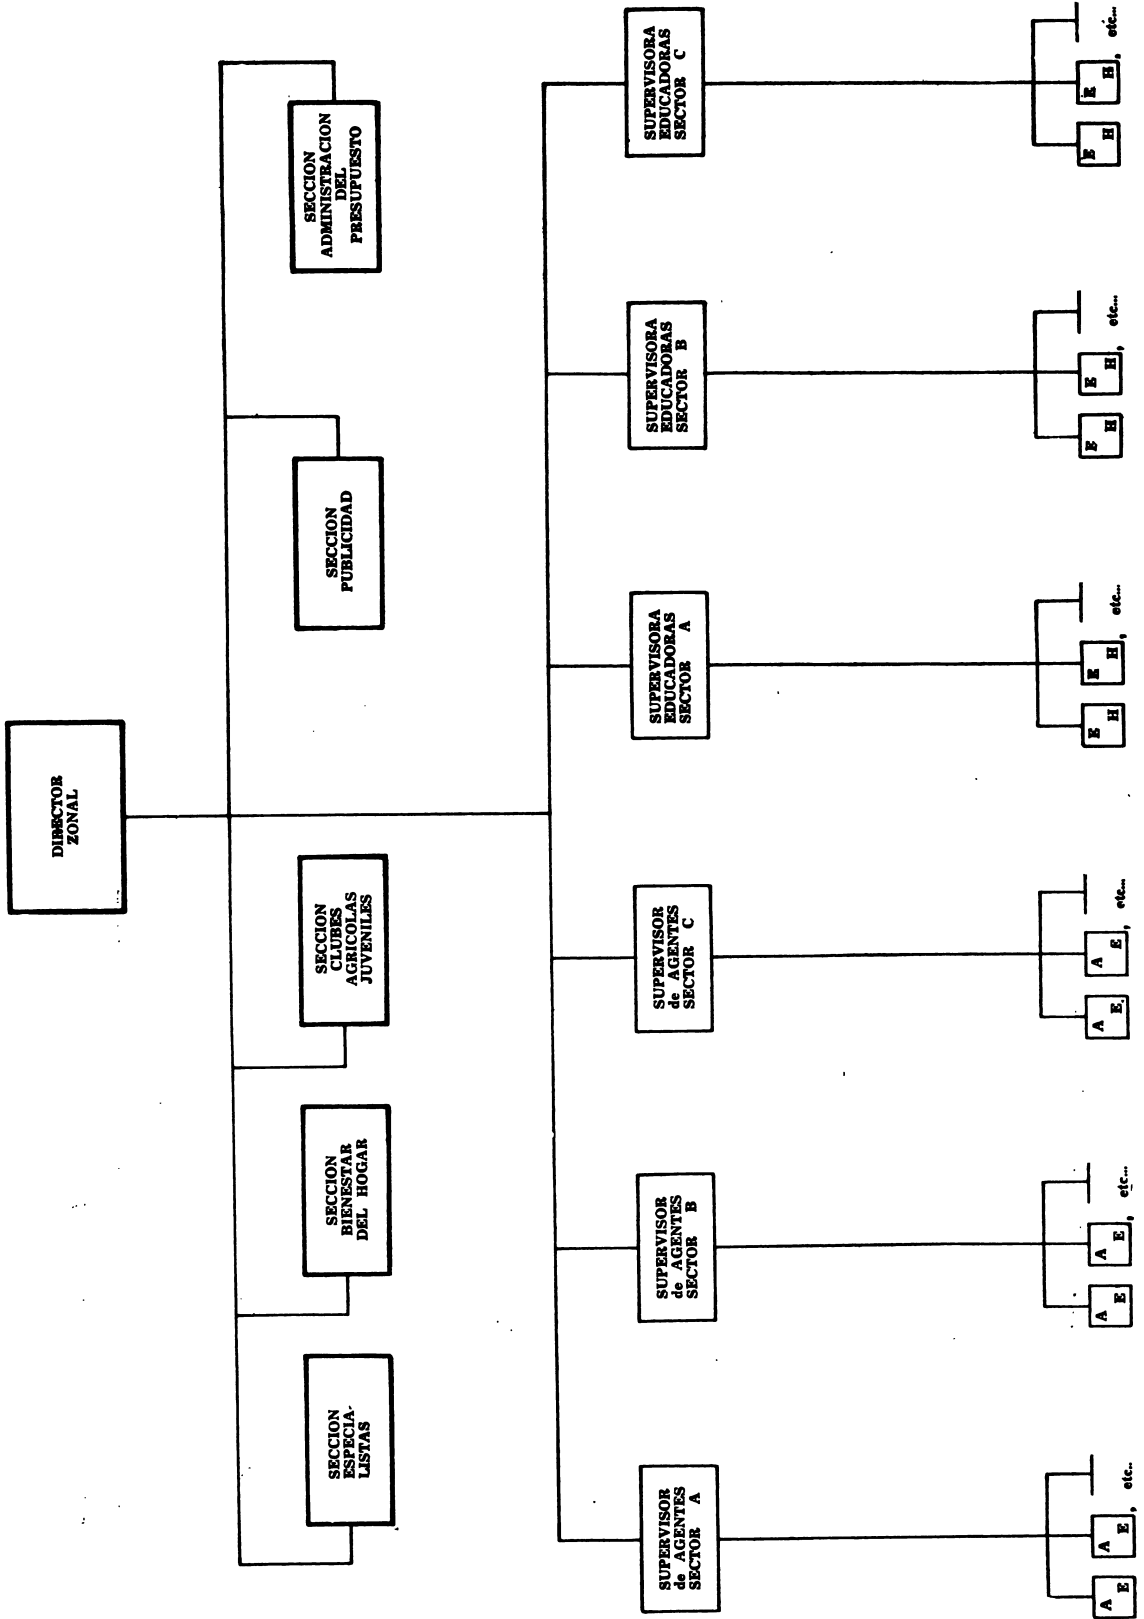 DIRECTOR
ZONAL
SECCION
ESPECIA-
LISTAS
SECCION
BIENESTAR
DEL HOGAR
SECCION
CLUBES
AGRICOLAS
JUVENILES
SECCION
PUBLICIDAD
SECCION
ADMINISTRACION
DEL
PRESUPUESTO
SUPERVISOR
de AGENTES
SECTOR A
SUPERVISOR
de AGENTES
SECTOR B
SUPERVISOR
de AGENTES
SECTOR C
SUPERVISORA
EDUCADORAS
SECTOR A
SUPERVISORA
EDUCADORAS
SECTOR B
SUPERVISORA
EDUCADORAS
SECTOR C
A
E
A
E
, etc...
A
E
A
E
, etc...
A
E.
A
E
, etc...
E
H
E
H
, etc...
E
H
E
H
, etc...
E
H
E
H
, etc...